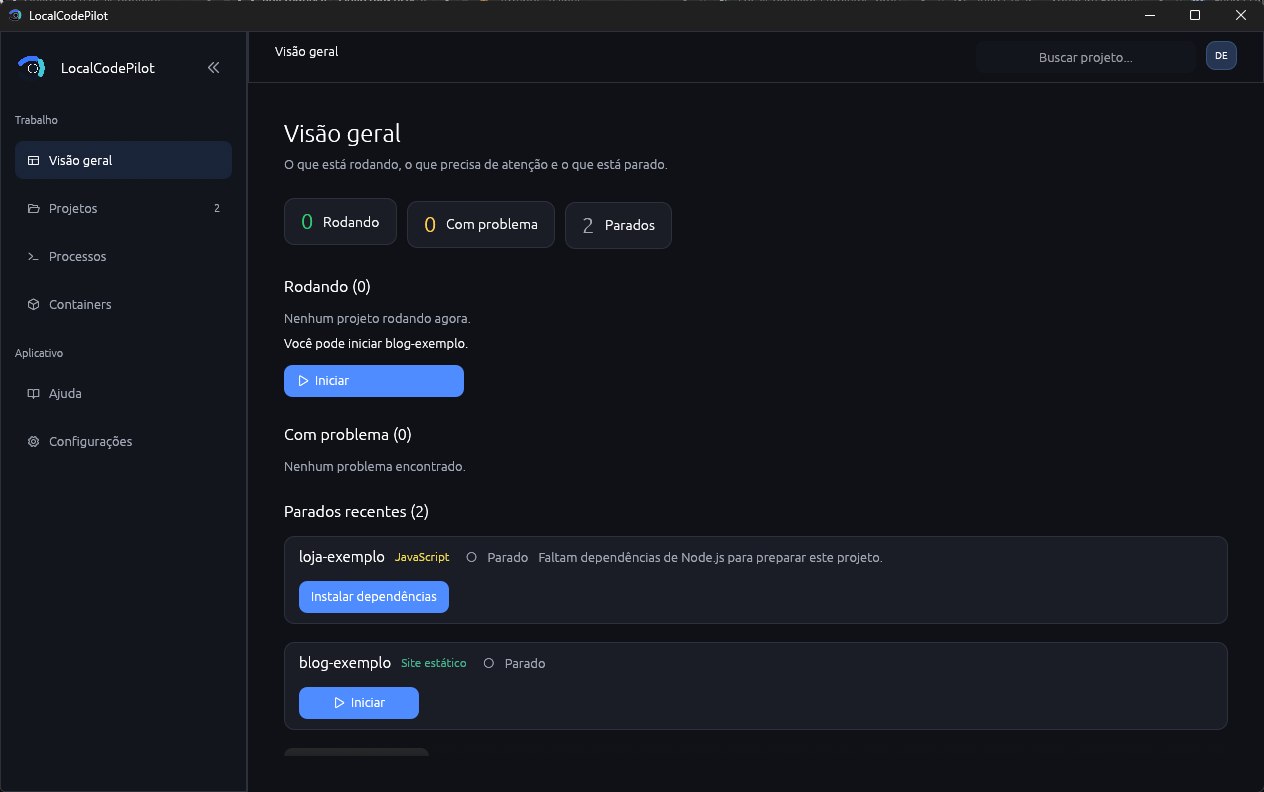 LocalCodePilot
LocalCodePilot
Trabalho
Visão geral
Projetos 2
Processos
Containers
Aplicativo
Ajuda
Configurações
Visão geral
Buscar projeto...
DE
Visão geral
O que está rodando, o que precisa de atenção e o que está parado.
0 Rodando
0 Com problema
2 Parados
Rodando (0)
Nenhum projeto rodando agora.
Você pode iniciar blog-exemplo.
Iniciar
Com problema (0)
Nenhum problema encontrado.
Parados recentes (2)
loja-exemplo JavaScript Parado Faltam dependências de Node.js para preparar este projeto.
Instalar dependências
blog-exemplo Site estático Parado
Iniciar